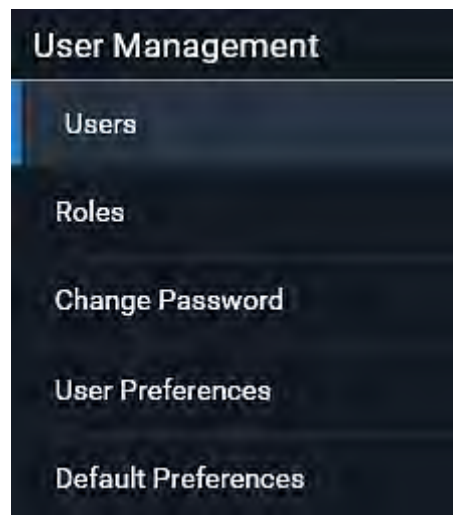 User Management
Users
Roles
Change Password
User Preferences
Default Preferences